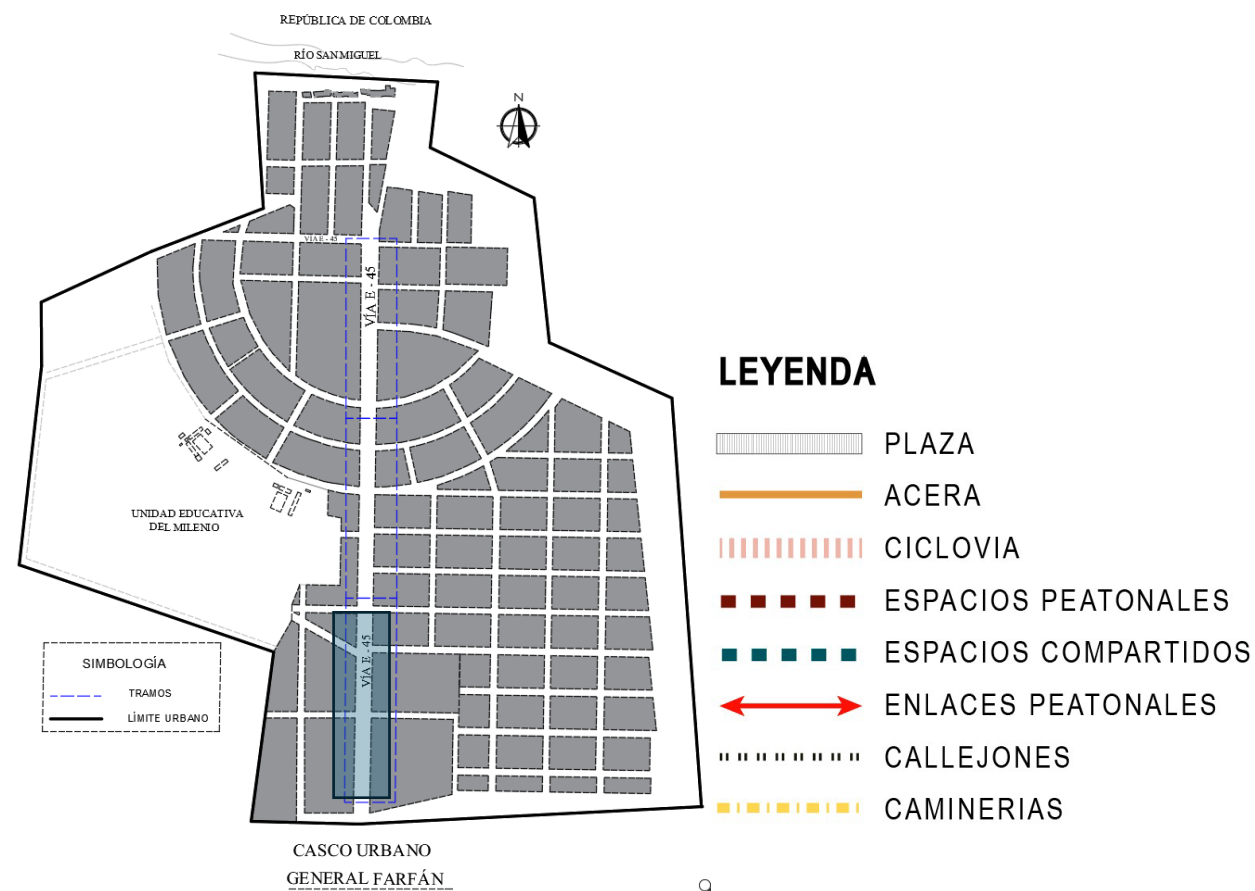 REPÚBLICA DE COLOMBIA
RÍO SAN MIGUEL
N
VÍA E - 45
VÍA E - 45
LEYENDA
PLAZA
ACERA
CICLOVIA
ESPACIOS PEATONALES
ESPACIOS COMPARTIDOS
ENLACES PEATONALES
CALLEJONES
CAMINERIAS
UNIDAD EDUCATIVA
DEL MILENIO
VÍA E - 45
SIMBOLOGÍA
TRAMOS
LÍMITE URBANO
CASCO URBANO
GENERAL FARFÁN